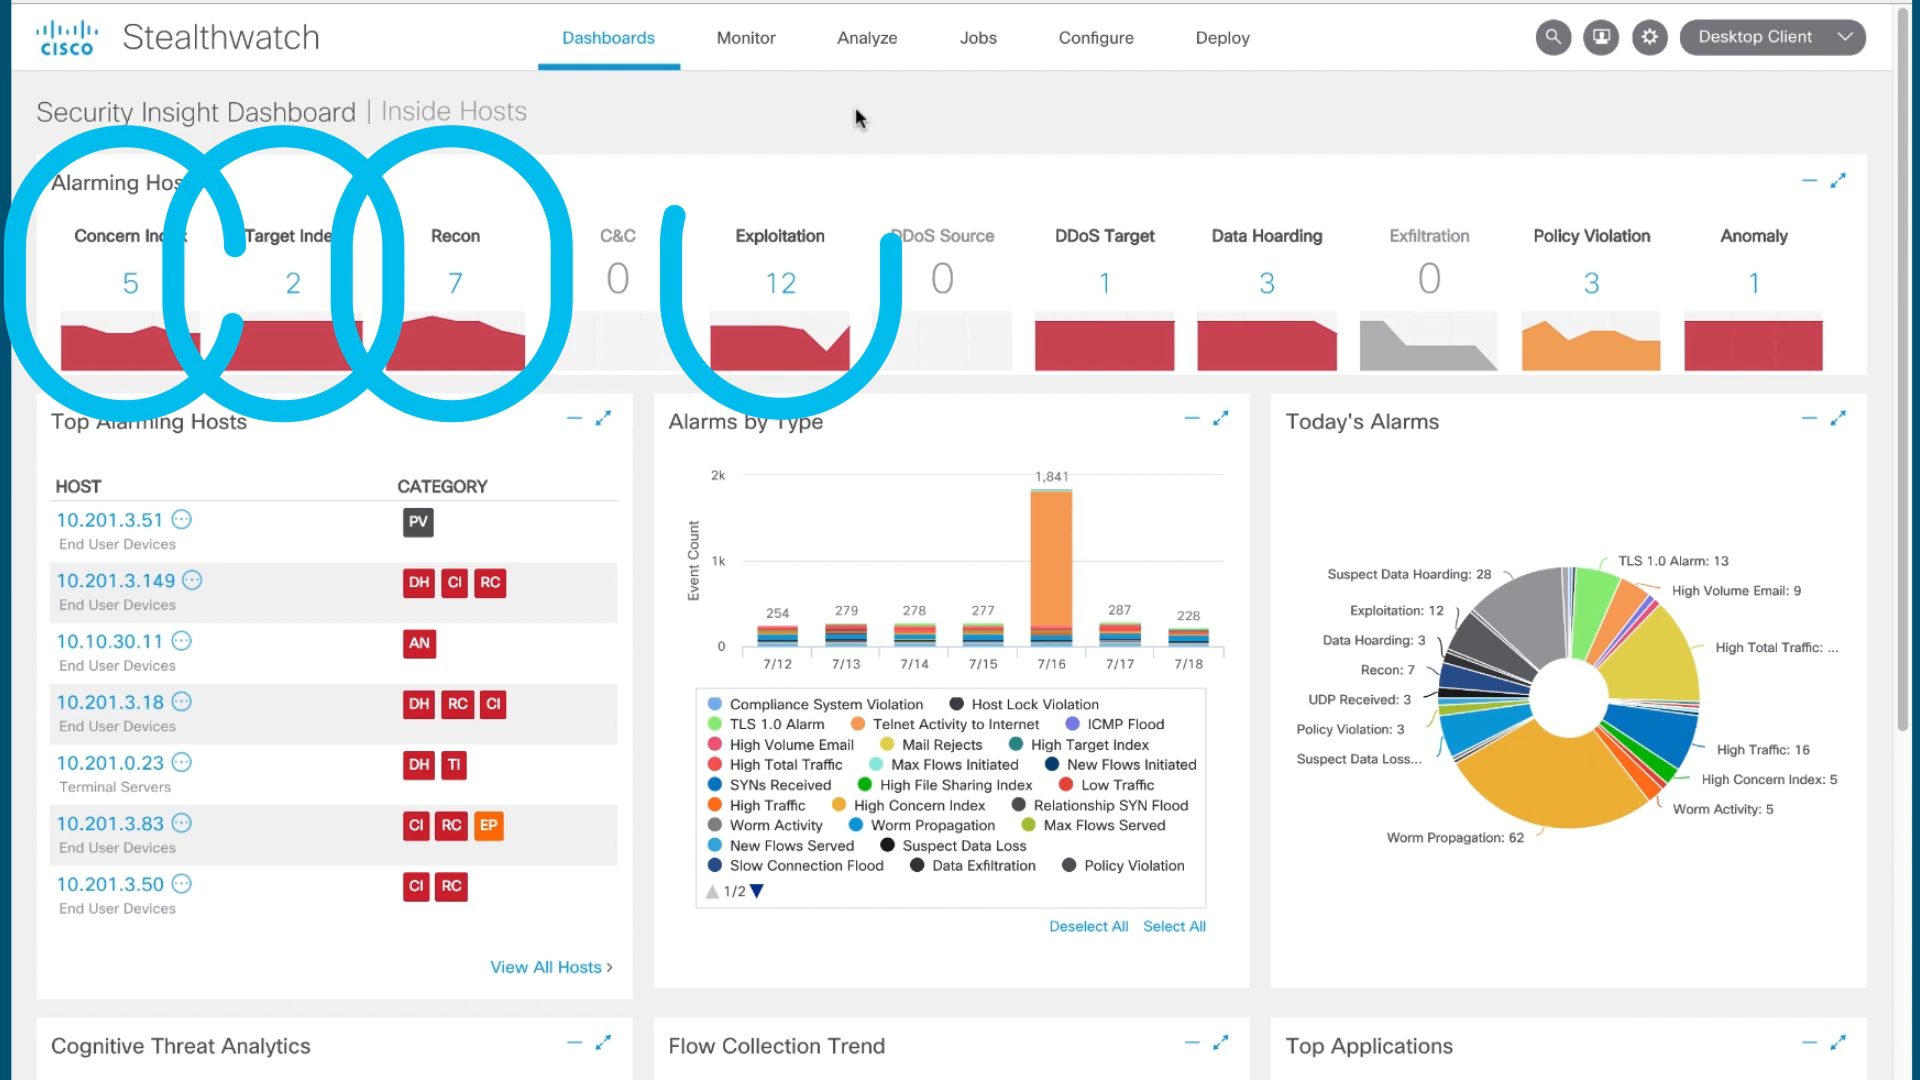 CISCO Stealthwatch Dashboards Monitor Analyze Jobs Configure Deploy Desktop Client
Security Insight Dashboard | Inside Hosts
Alarming Hos
Concern Index Target Inde Recon C&C Exploitation DDoS Source DDoS Target Data Hoarding Exfiltration Policy Violation Anomaly
5 2 7 0 12 0 1 3 0 3 1
Top Alarming Hosts
HOST CATEGORY
10.201.3.51 PV
End User Devices
10.201.3.149 DH CI RC
End User Devices
10.10.30.11 AN
End User Devices
10.201.3.18 DH RC CI
End User Devices
10.201.0.23 DH TI
Terminal Servers
10.201.3.83 CI RC EP
End User Devices
10.201.3.50 CI RC
End User Devices
View All Hosts >
Alarms by Type
Event Count
2k
1k
0
254 279 278 277 1,841 287 228
7/12 7/13 7/14 7/15 7/16 7/17 7/18
Compliance System Violation Host Lock Violation
TLS 1.0 Alarm Telnet Activity to Internet ICMP Flood
High Volume Email Mail Rejects High Target Index
High Total Traffic Max Flows Initiated New Flows Initiated
SYNs Received High File Sharing Index Low Traffic
High Traffic High Concern Index Relationship SYN Flood
Worm Activity Worm Propagation Max Flows Served
New Flows Served Suspect Data Loss
Slow Connection Flood Data Exfiltration Policy Violation
1/2
Deselect All Select All
Today's Alarms
TLS 1.0 Alarm: 13
High Volume Email: 9
High Total Traffic: ...
High Traffic: 16
High Concern Index: 5
Worm Activity: 5
Worm Propagation: 62
Suspect Data Loss...
Policy Violation: 3
UDP Received: 3
Recon: 7
Data Hoarding: 3
Exploitation: 12
Suspect Data Hoarding: 28
Cognitive Threat Analytics
Flow Collection Trend
Top Applications